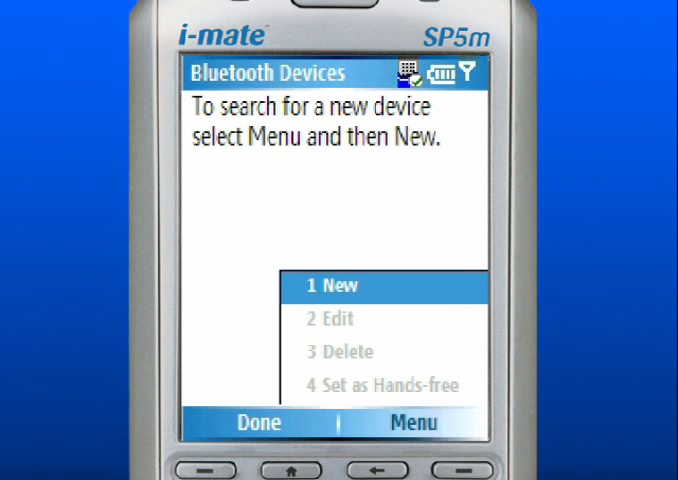 i-mate
SP5m
Bluetooth Devices
To search for a new device
select Menu and then New.
1 New
2 Edit
3 Delete
4 Set as Hands-free
Done
Menu